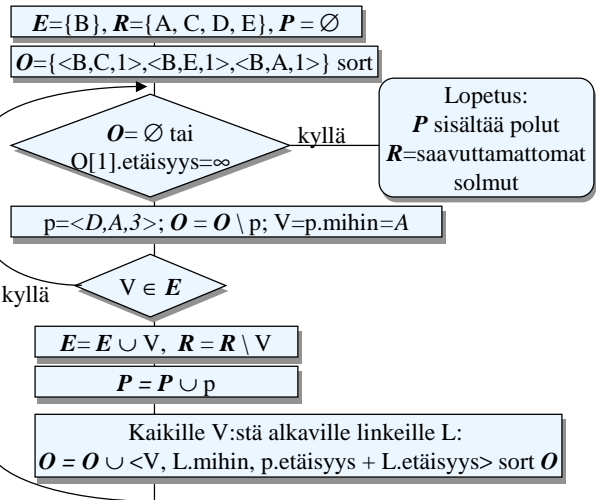 E={B}, R={A, C, D, E}, P = ∅
O={<B,C,1>,<B,E,1>,<B,A,1>} sort
O= ∅ tai
O[1].etäisyys=∞
kyllä
Lopetus:
P sisältää polut
R=saavuttamattomat
solmut
p=<D,A,3>; O = O \ p; V=p.mihin=A
V ∈ E
kyllä
E= E ∪ V, R = R \ V
P = P ∪ p
Kaikille V:stä alkaville linkeille L:
O = O ∪ <V, L.mihin, p.etäisyys + L.etäisyys> sort O